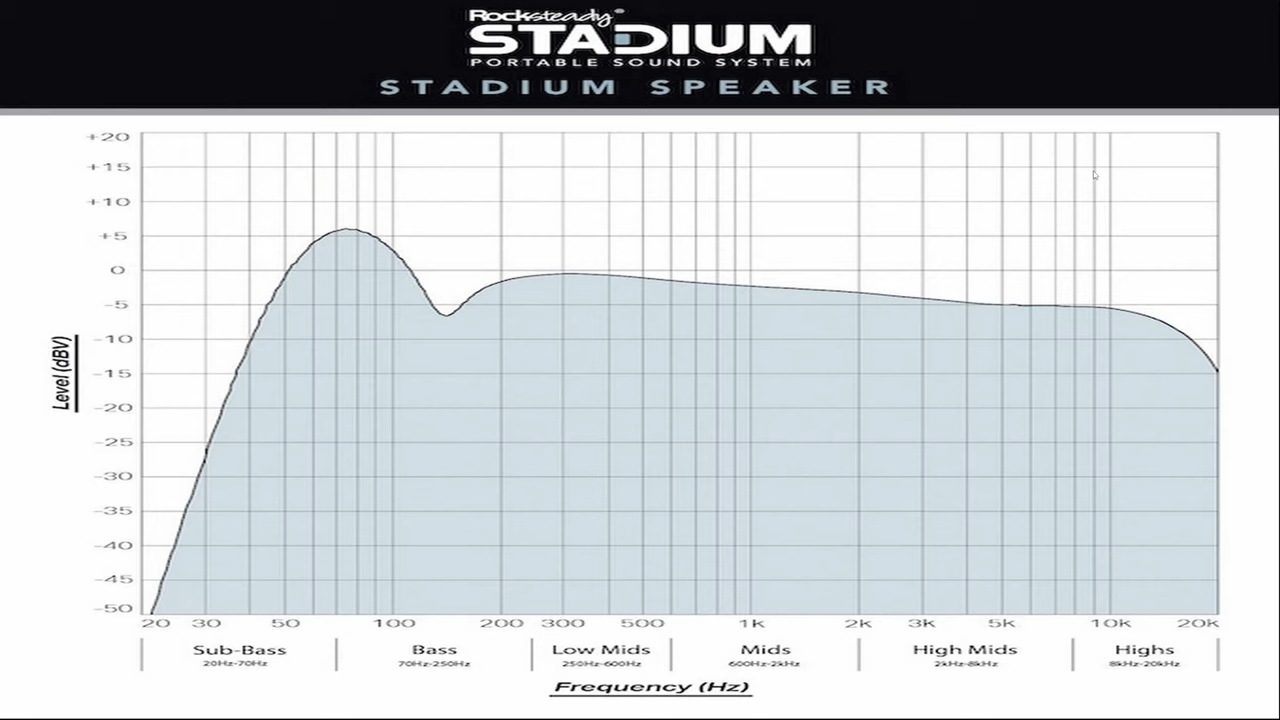 Rocksteady®
STADIUM
PORTABLE SOUND SYSTEM
STADIUM SPEAKER
+20
+15
+10
+5
0
-5
-10
-15
-20
-25
-30
-35
-40
-45
-50
Level (dBV)
20 30 50 100 200 300 500 1k 2k 3k 5k 10k 20k
Sub-Bass Bass Low Mids Mids High Mids Highs
20Hz-70Hz 70Hz-250Hz 250Hz-600Hz 600Hz-2kHz 2kHz-8kHz 8kHz-20kHz
Frequency (Hz)